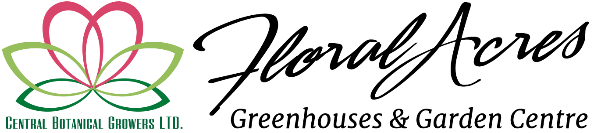 CENTRAL BOTANICAL GROWERS LTD.
Floral Acres
Greenhouses & Garden Centre